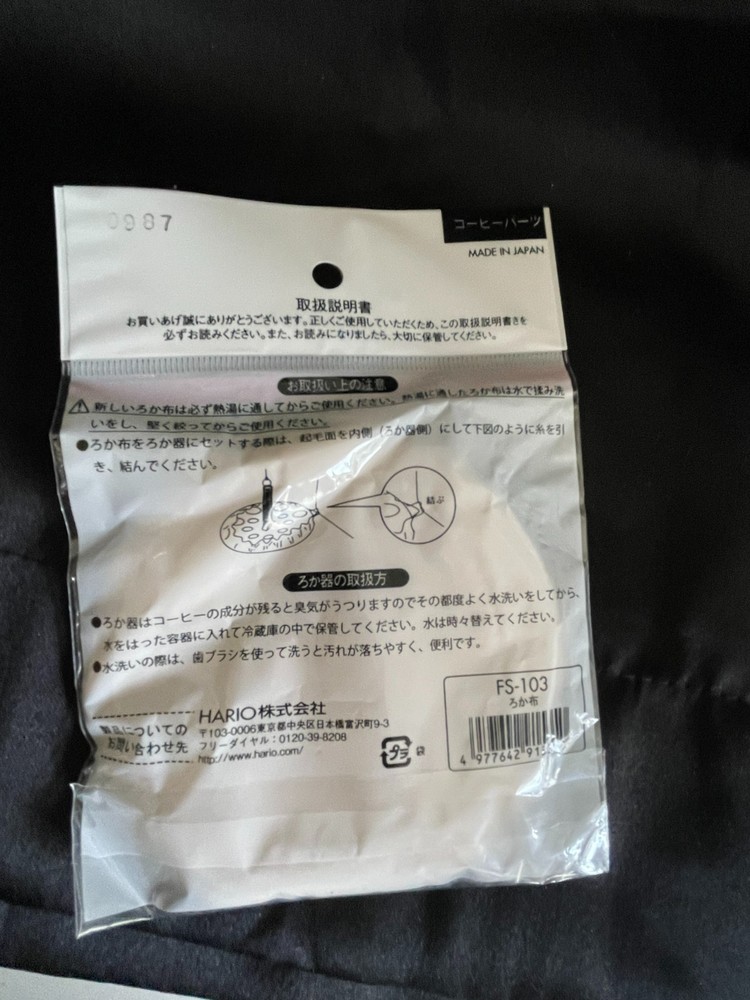 0987
コーヒーパーツ
MADE IN JAPAN
取扱説明書
お買いあげ誠にありがとうございます。正しくご使用していただくため、この取扱説明書きを
必ずお読みください。また、お読みになりましたら、大切に保管してください。
お取扱い上の注意
新しいろか布は必ず熱湯に通してからご使用ください。熱湯に通したろか布は水で揉み洗
いをし、堅く絞ってからご使用ください。
●ろか布をろか器にセットする際は、起毛面を内側（ろか器側）にして下図のように糸を引
き、結んでください。
結ぶ
ろか器の取扱方
●ろか器はコーヒーの成分が残ると臭気がうつりますのでその都度よく水洗いをしてから、
水をはった容器に入れて冷蔵庫の中で保管してください。水は時々替えてください。
●水洗いの際は、歯ブラシを使って洗うと汚れが落ちやすく、便利です。
製品についての
お問い合わせ先
HARIO株式会社
〒103-0006東京都中央区日本橋富沢町9-3
フリーダイヤル：0120-39-8208
http://www.hario.com/
プラ
袋
FS-103
ろか布
4 977642 91